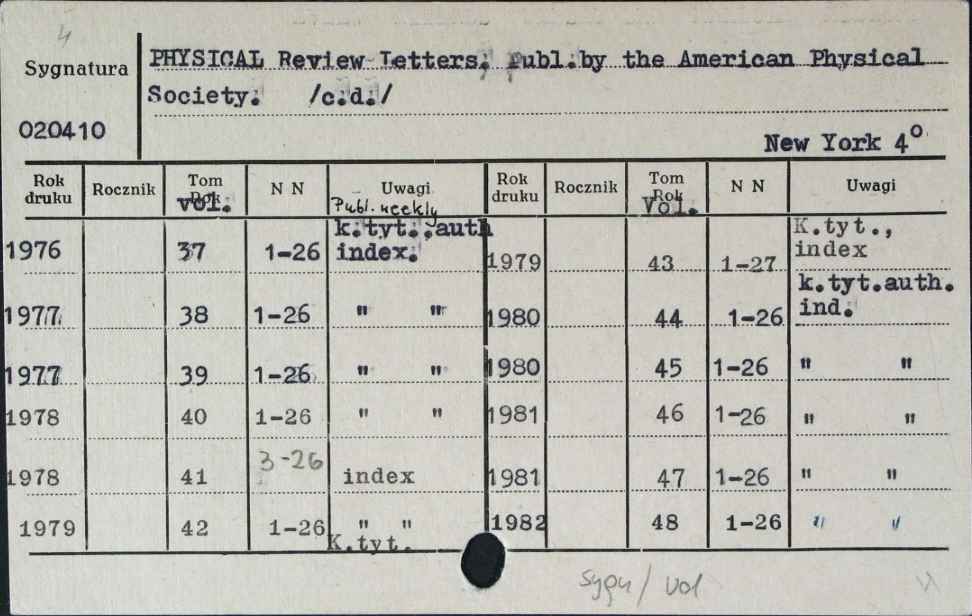 4
Sygnatura
PHYSICAL Review Letters. Publ.by the American Physical
Society. /c.d./
020410
New York 4°
Rok druku Rocznik Tom Rok vol. N N Uwagi Rok druku Rocznik Tom Rok Vol. N N Uwagi
Publ. weekly
1976 37 1-26 k.tyt.,auth index. 1979 43 1-27 K.tyt., index
1977 38 1-26 " " 1980 44 1-26 k.tyt.auth. ind.
1977 39 1-26 " " 1980 45 1-26 " "
1978 40 1-26 " " 1981 46 1-26 " "
1978 41 3-26 index 1981 47 1-26 " "
1979 42 1-26 " " K.tyt. 1982 48 1-26 " "
sygn/vol